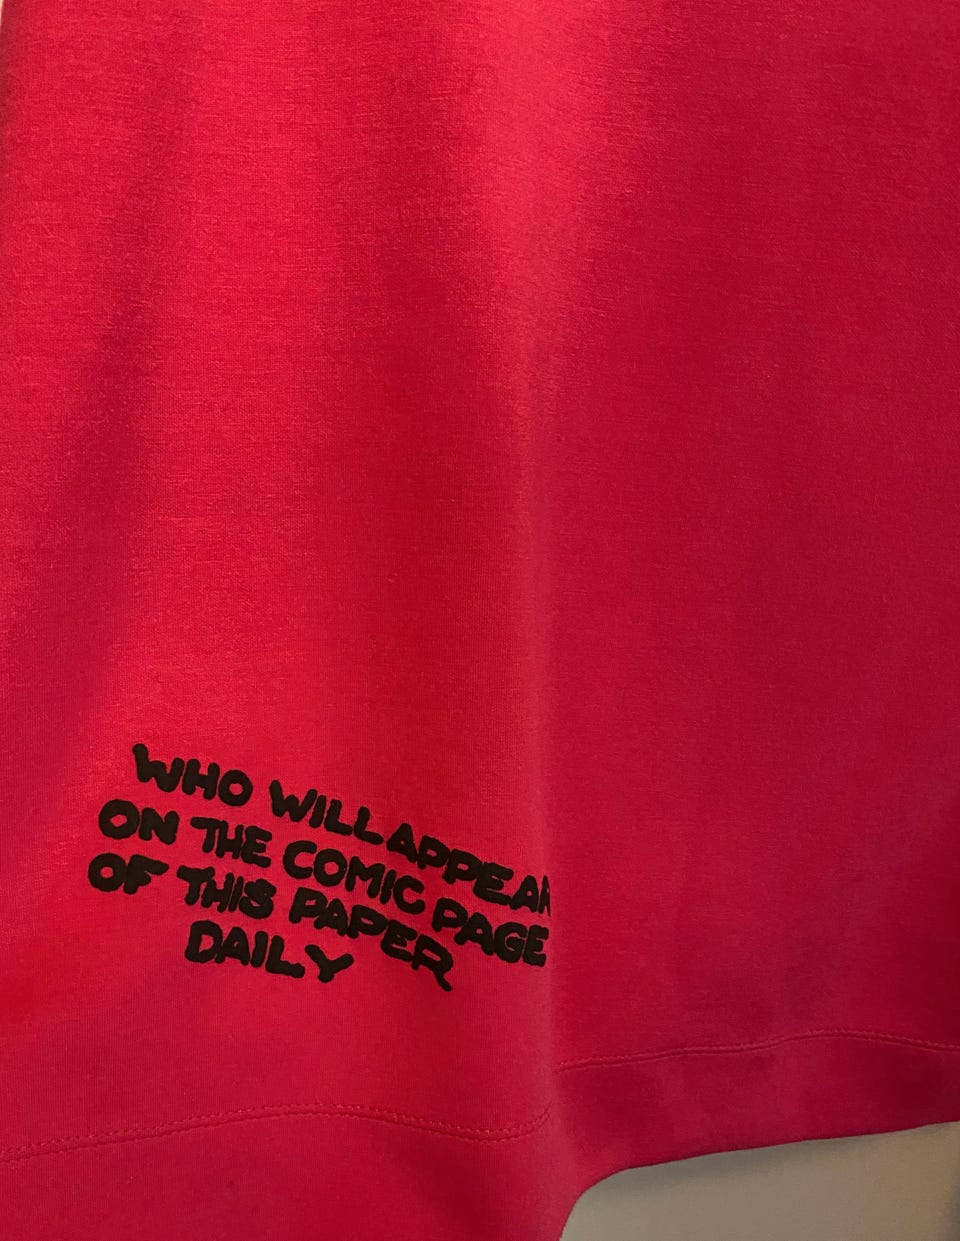 WHO WILL APPEAR
ON THE COMIC PAGE
OF THIS PAPER
DAILY